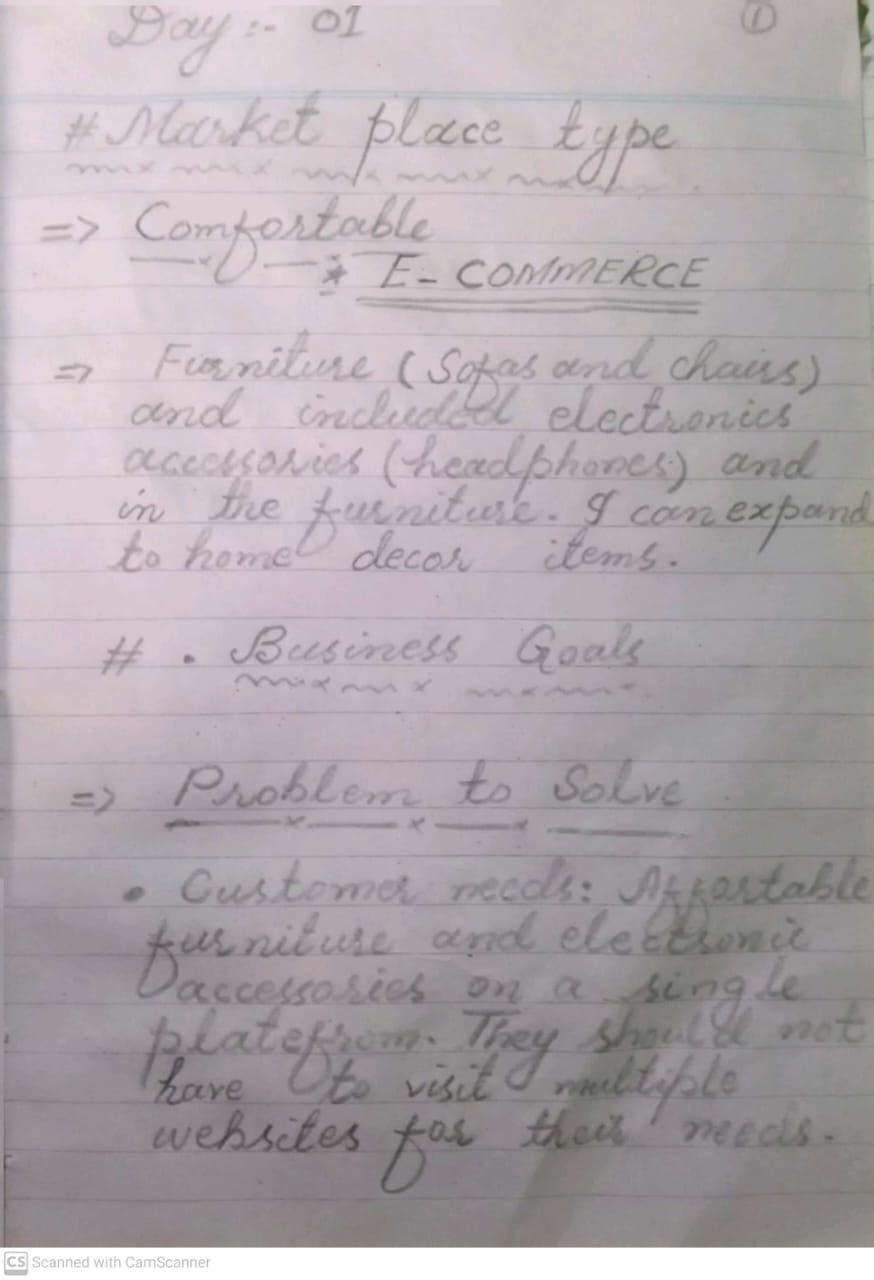 Day :- 01
1
# Market place type
=> Comfortable
* E-COMMERCE
=> Furniture (Sofas and chairs)
and included electronics
accessories (headphones) and
in the furniture. I can expand
to home decor items.
# . Business Goals
=> Problem to Solve
• Customer needs: Affortable
furniture and electronic
accessories on a single
platefrom. They should not
have to visit multiple
websites for their needs.
CS Scanned with CamScanner